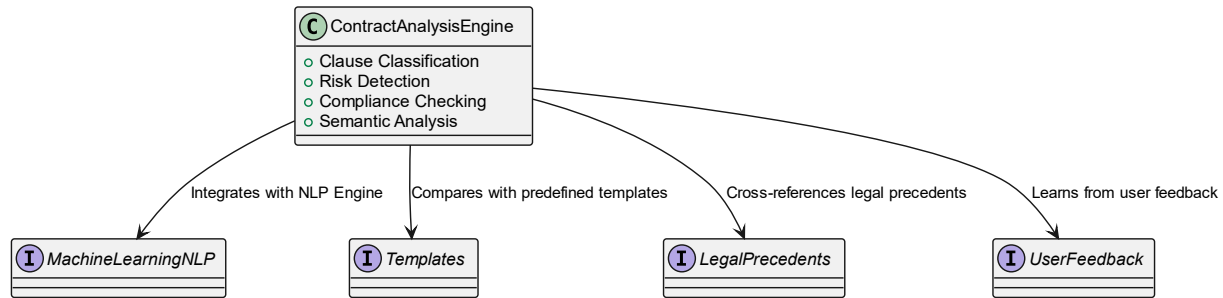 C ContractAnalysisEngine
Clause Classification
Risk Detection
Compliance Checking
Semantic Analysis
Integrates with NLP Engine
Compares with predefined templates
Cross-references legal precedents
Learns from user feedback
I MachineLearningNLP
I Templates
I LegalPrecedents
I UserFeedback